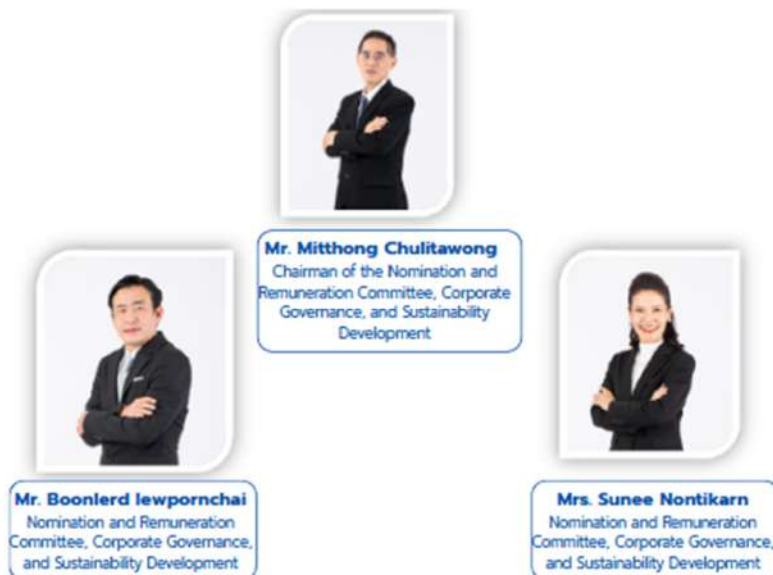 Mr. Mitthong Chulitawong
Chairman of the Nomination and
Remuneration Committee, Corporate
Governance, and Sustainability
Development
Mr. Boonlerd Iewpornchai
Nomination and Remuneration
Committee, Corporate Governance,
and Sustainability Development
Mrs. Sunee Nontikarn
Nomination and Remuneration
Committee, Corporate Governance,
and Sustainability Development